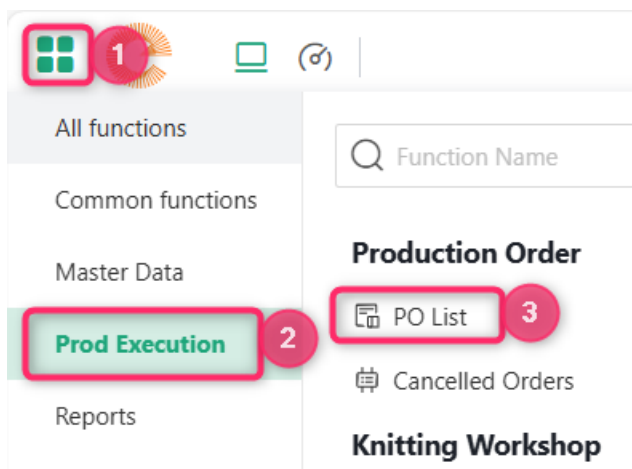 1
All functions
Common functions
Master Data
Prod Execution
2
Reports
Function Name
Production Order
PO List
3
Cancelled Orders
Knitting Workshop